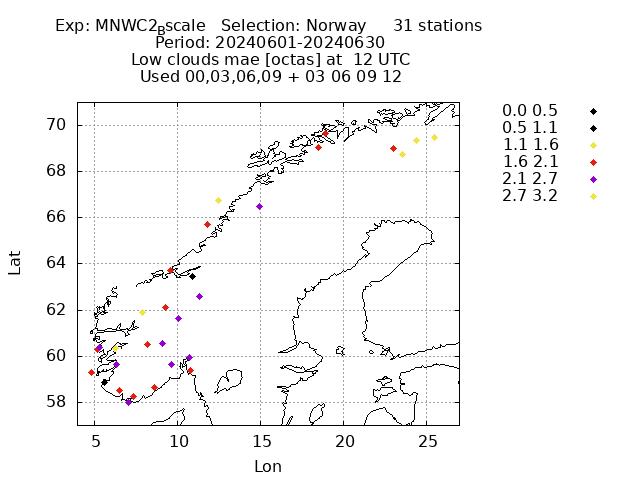 Exp: MNWC2_B scale Selection: Norway 31 stations
Period: 20240601-20240630
Low clouds mae [octas] at 12 UTC
Used 00,03,06,09 + 03 06 09 12
0.0 0.5
0.5 1.1
1.1 1.6
1.6 2.1
2.1 2.7
2.7 3.2
70
68
66
64
62
60
58
Lat
5 10 15 20 25
Lon